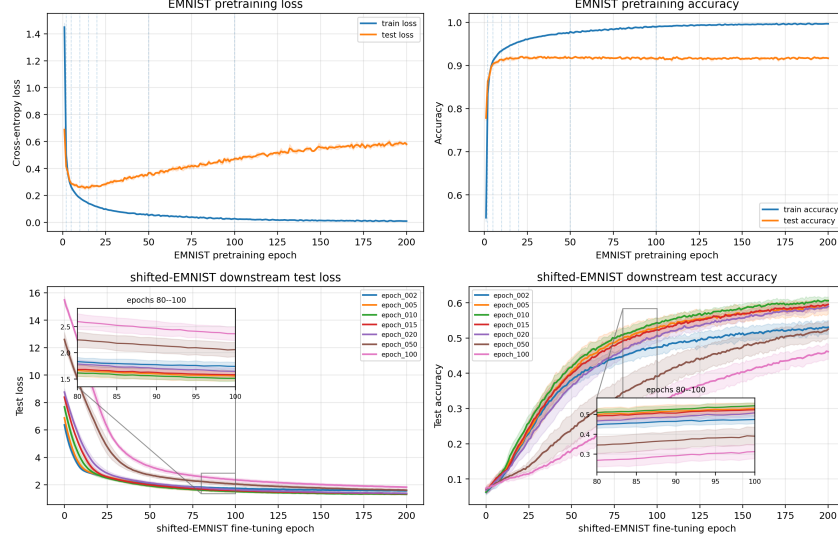 EMNIST pretraining loss
train loss
test loss
Cross-entropy loss
1.4
1.2
1.0
0.8
0.6
0.4
0.2
0.0
0 25 50 75 100 125 150 175 200
EMNIST pretraining epoch
EMNIST pretraining accuracy
train accuracy
test accuracy
Accuracy
1.0
0.9
0.8
0.7
0.6
0 25 50 75 100 125 150 175 200
EMNIST pretraining epoch
shifted-EMNIST downstream test loss
epoch_002
epoch_005
epoch_010
epoch_015
epoch_020
epoch_050
epoch_100
epochs 80--100
2.5
2.0
1.5
80 85 90 95 100
Test loss
16
14
12
10
8
6
4
2
0 25 50 75 100 125 150 175 200
shifted-EMNIST fine-tuning epoch
shifted-EMNIST downstream test accuracy
epoch_002
epoch_005
epoch_010
epoch_015
epoch_020
epoch_050
epoch_100
epochs 80--100
0.5
0.4
0.3
80 85 90 95 100
Test accuracy
0.6
0.5
0.4
0.3
0.2
0.1
0 25 50 75 100 125 150 175 200
shifted-EMNIST fine-tuning epoch